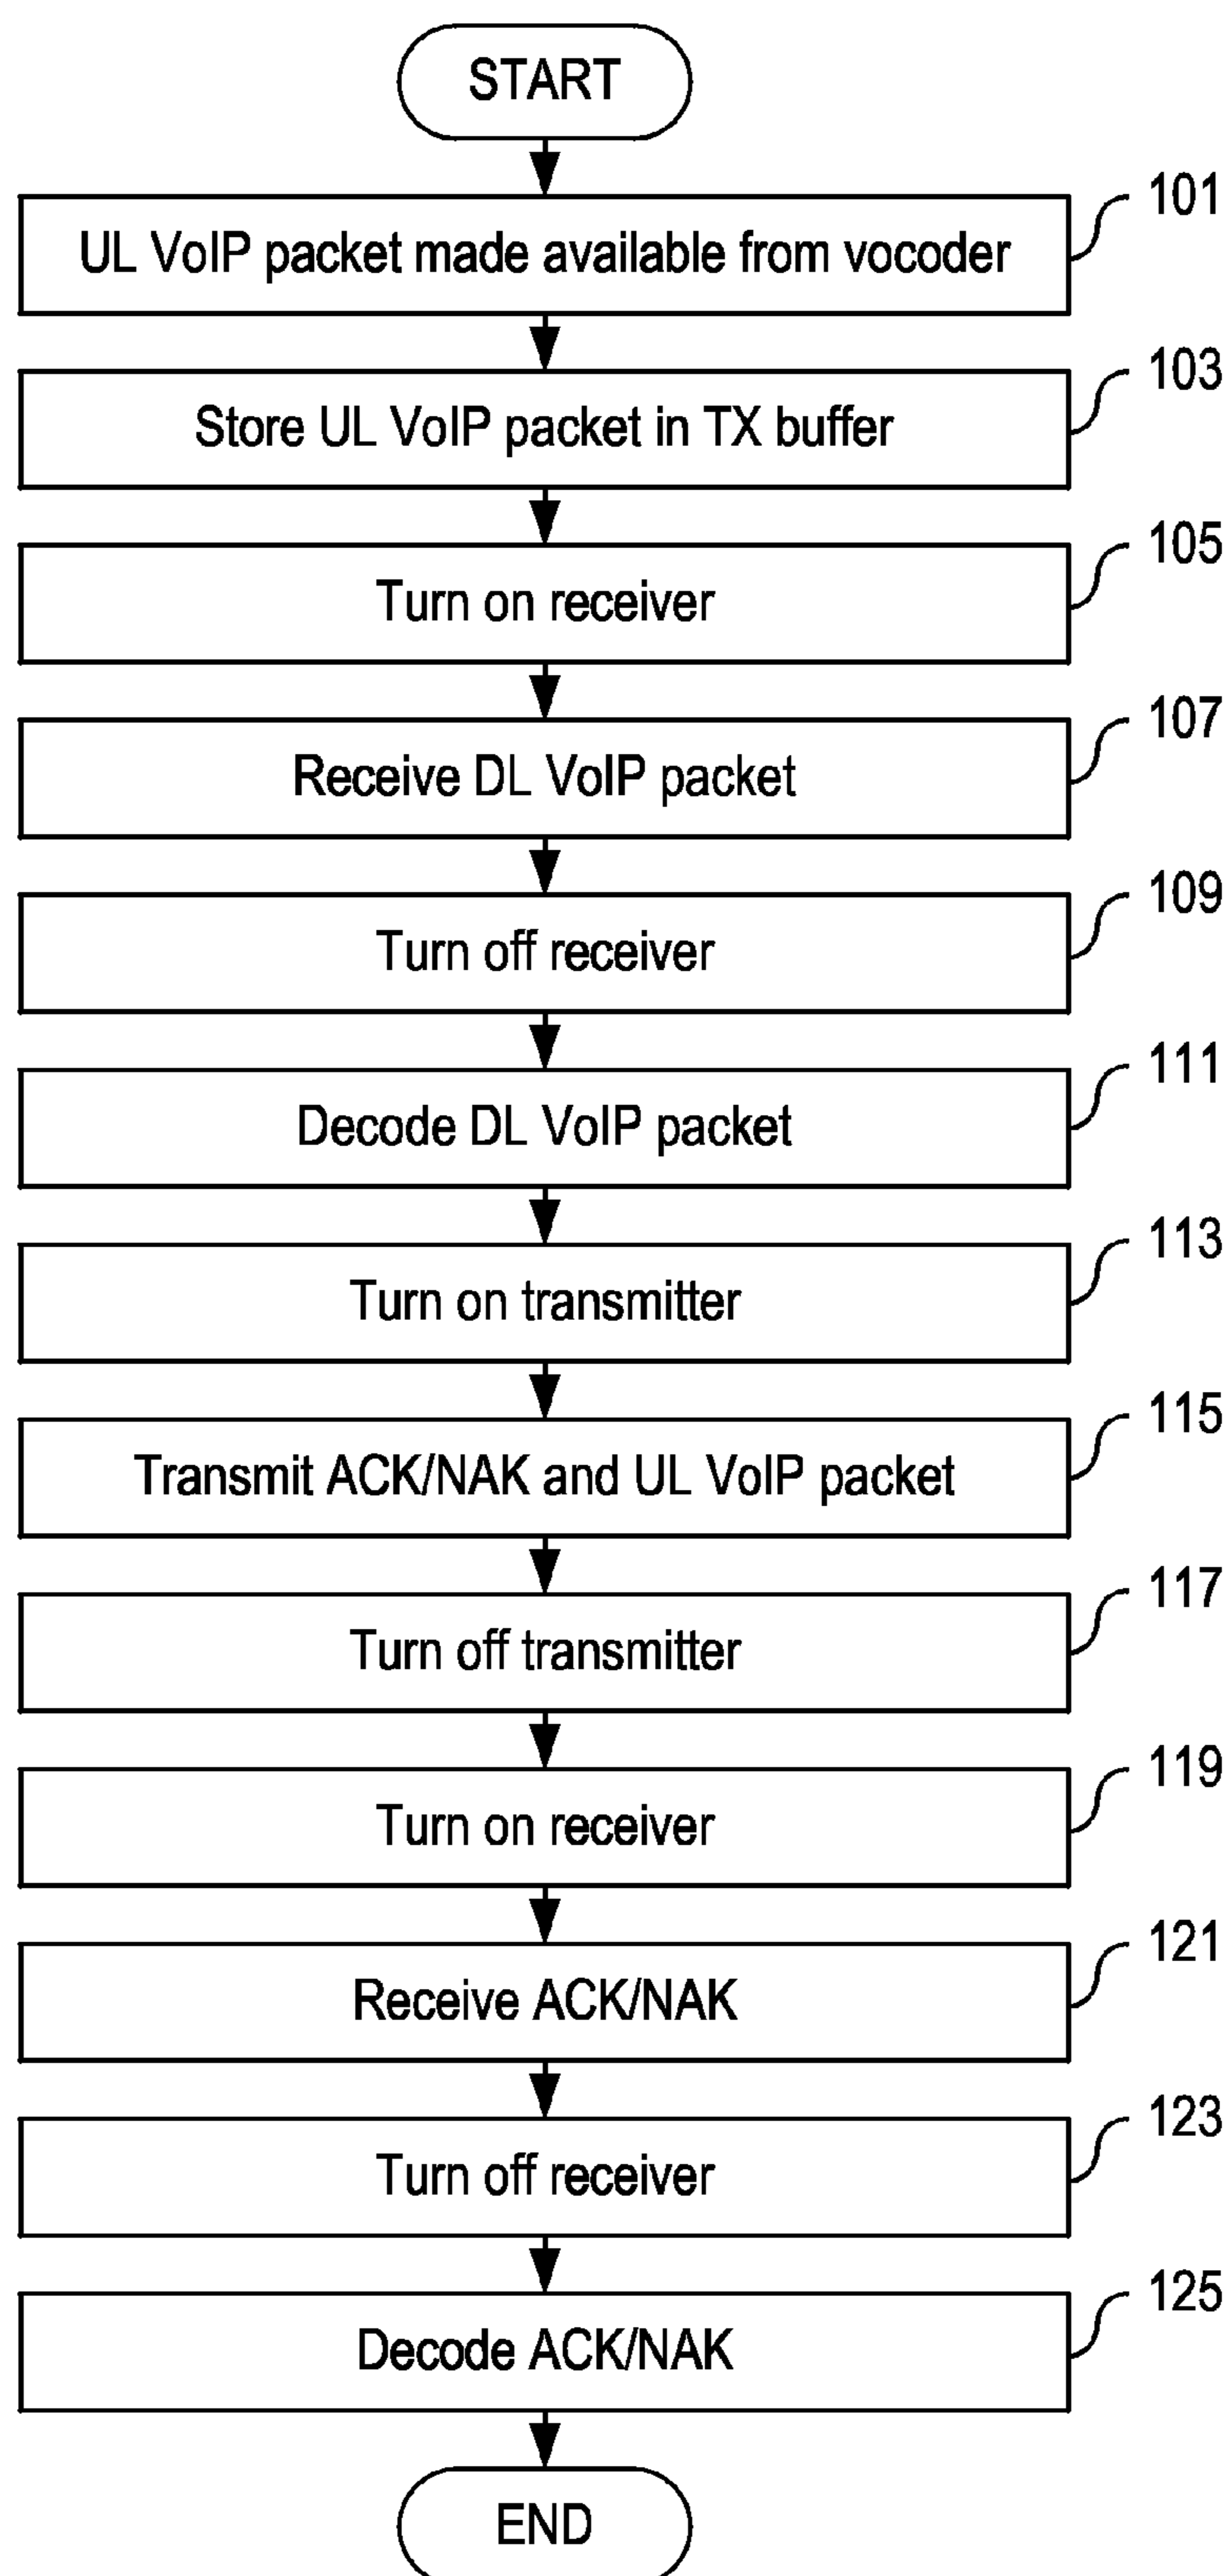 START
101
UL VoIP packet made available from vocoder
103
Store UL VoIP packet in TX buffer
105
Turn on receiver
107
Receive DL VoIP packet
109
Turn off receiver
111
Decode DL VoIP packet
113
Turn on transmitter
115
Transmit ACK/NAK and UL VoIP packet
117
Turn off transmitter
119
Turn on receiver
121
Receive ACK/NAK
123
Turn off receiver
125
Decode ACK/NAK
END